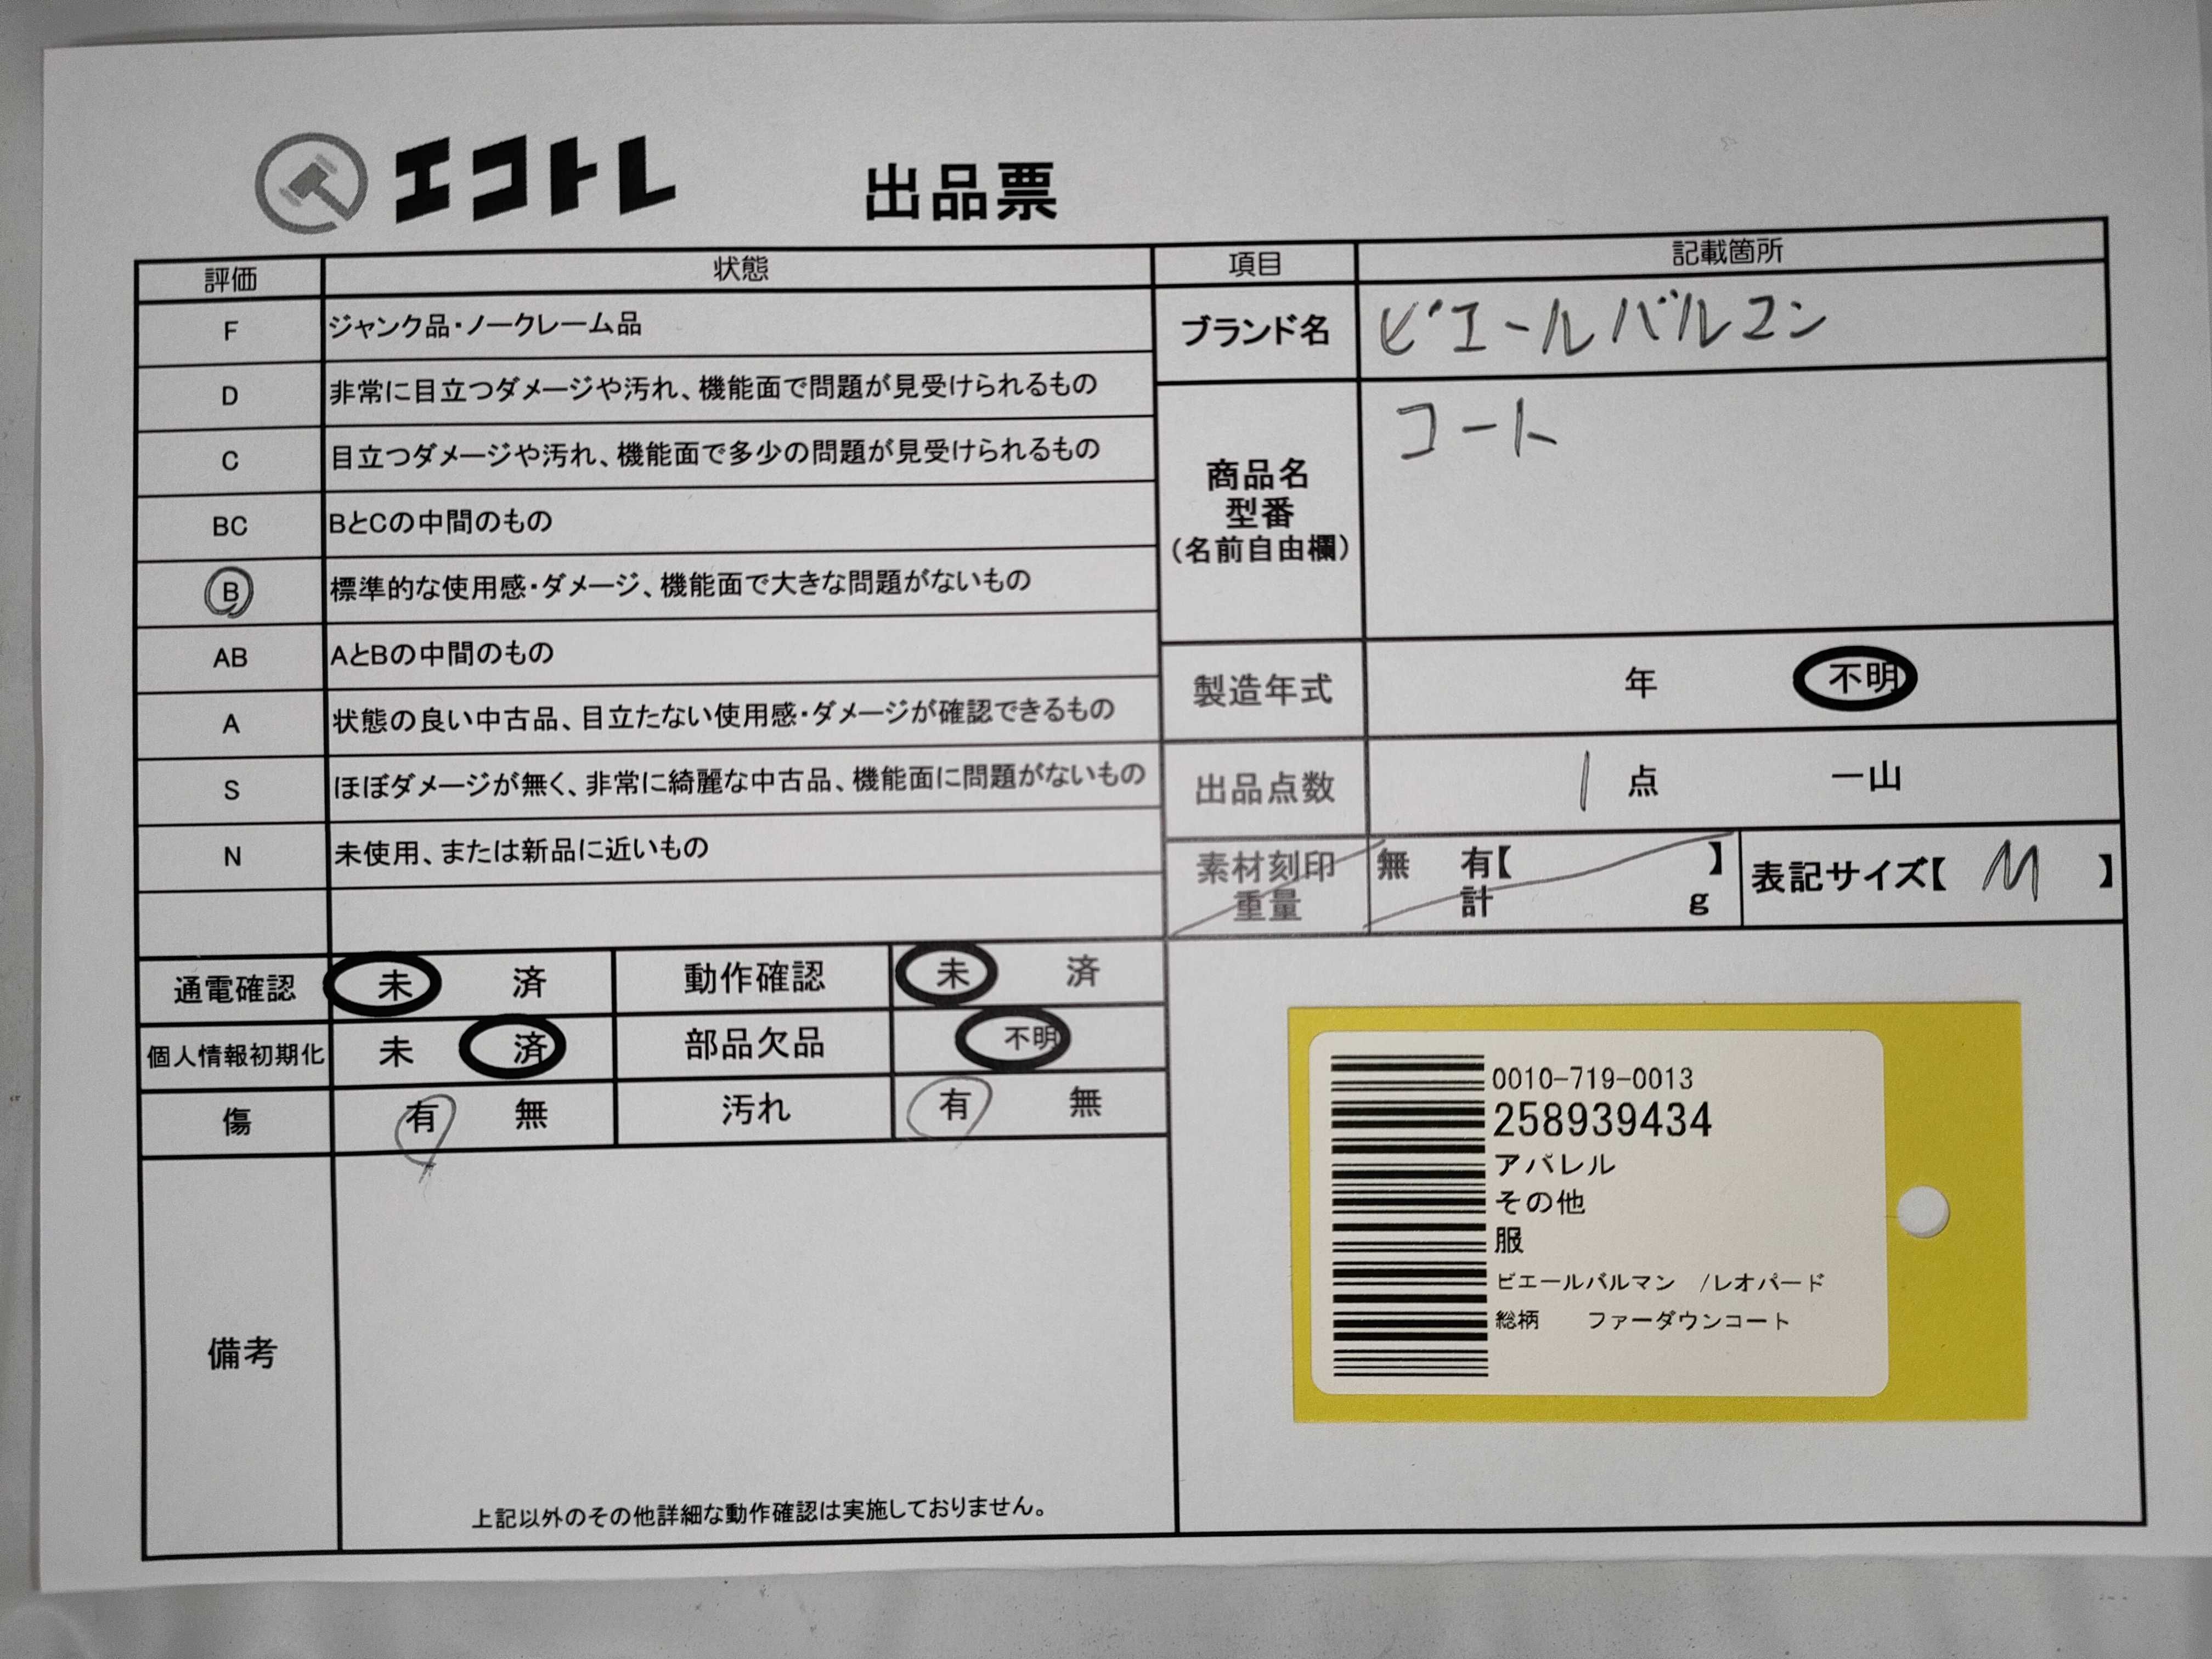 エコトレ 出品票
評価 状態 項目 記載箇所
F ジャンク品・ノークレーム品
D 非常に目立つダメージや汚れ、機能面で問題が見受けられるもの
C 目立つダメージや汚れ、機能面で多少の問題が見受けられるもの
BC BとCの中間のもの
B 標準的な使用感・ダメージ、機能面で大きな問題がないもの
AB AとBの中間のもの
A 状態の良い中古品、目立たない使用感・ダメージが確認できるもの
S ほぼダメージが無く、非常に綺麗な中古品、機能面に問題がないもの
N 未使用、または新品に近いもの
ブランド名 ピエールバルマン
商品名
型番
(名前自由欄)
コート
製造年式 年 不明
出品点数 1 点 一山
素材刻印 無 有【 】
重量 計 g
表記サイズ【 M 】
通電確認 未 済 動作確認 未 済
個人情報初期化 未 済 部品欠品 不明
傷 有 無 汚れ 有 無
備考
上記以外のその他詳細な動作確認は実施しておりません。
0010-719-0013
258939434
アパレル
その他
服
ピエールバルマン /レオパード
総柄 ファーダウンコート